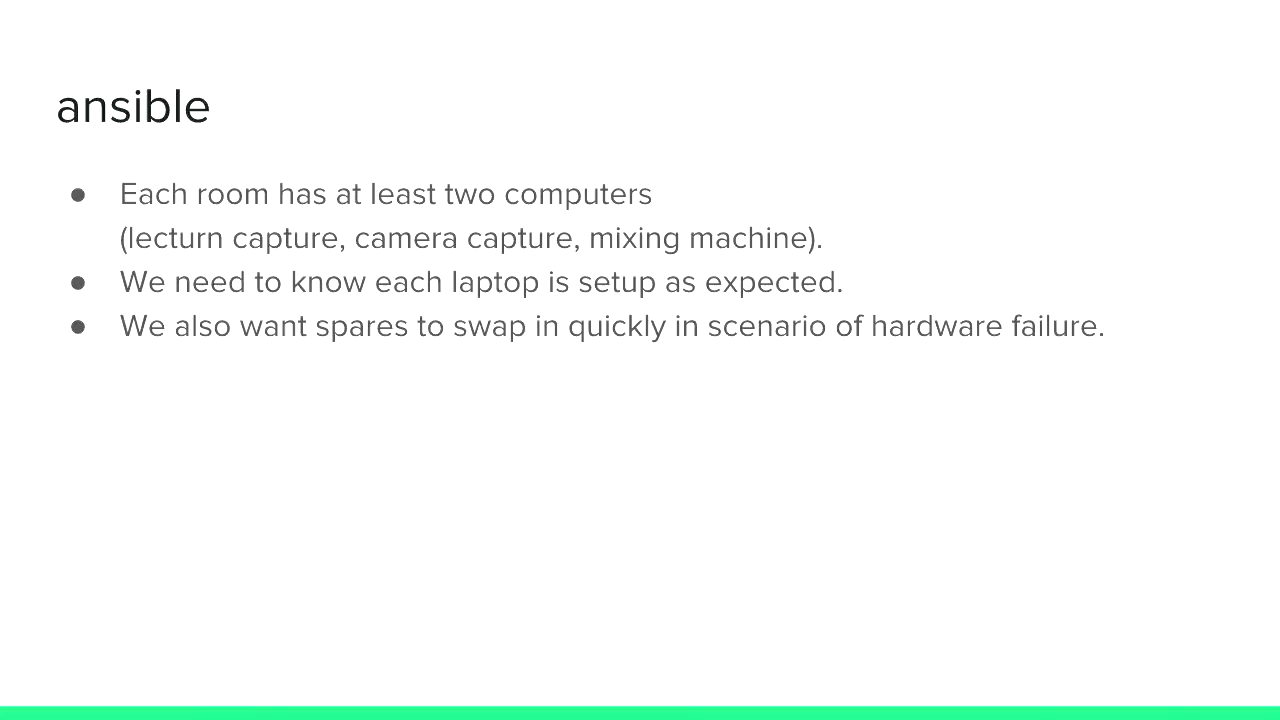 ansible
● Each room has at least two computers
(lecturn capture, camera capture, mixing machine).
● We need to know each laptop is setup as expected.
● We also want spares to swap in quickly in scenario of hardware failure.